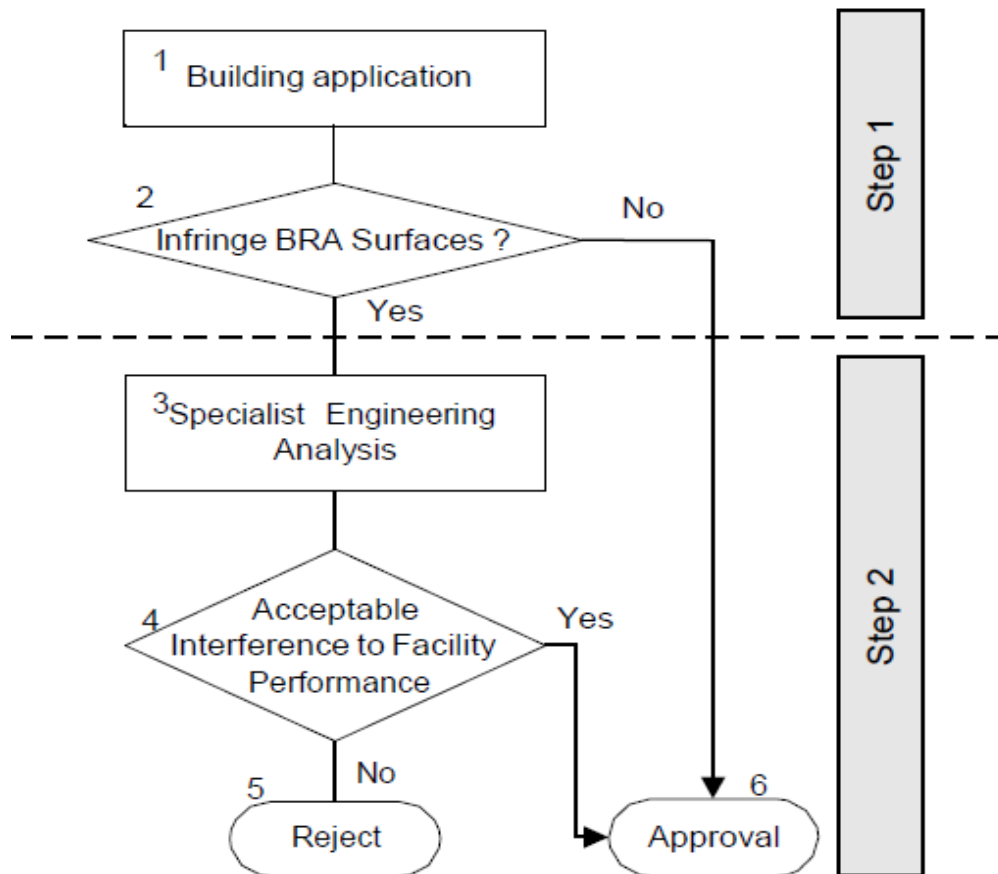 1
Building application
2
Infringe BRA Surfaces ?
No
Yes
Step 1
3
Specialist Engineering
Analysis
4
Acceptable
Interference to Facility
Performance
Yes
No
5
Reject
6
Approval
Step 2